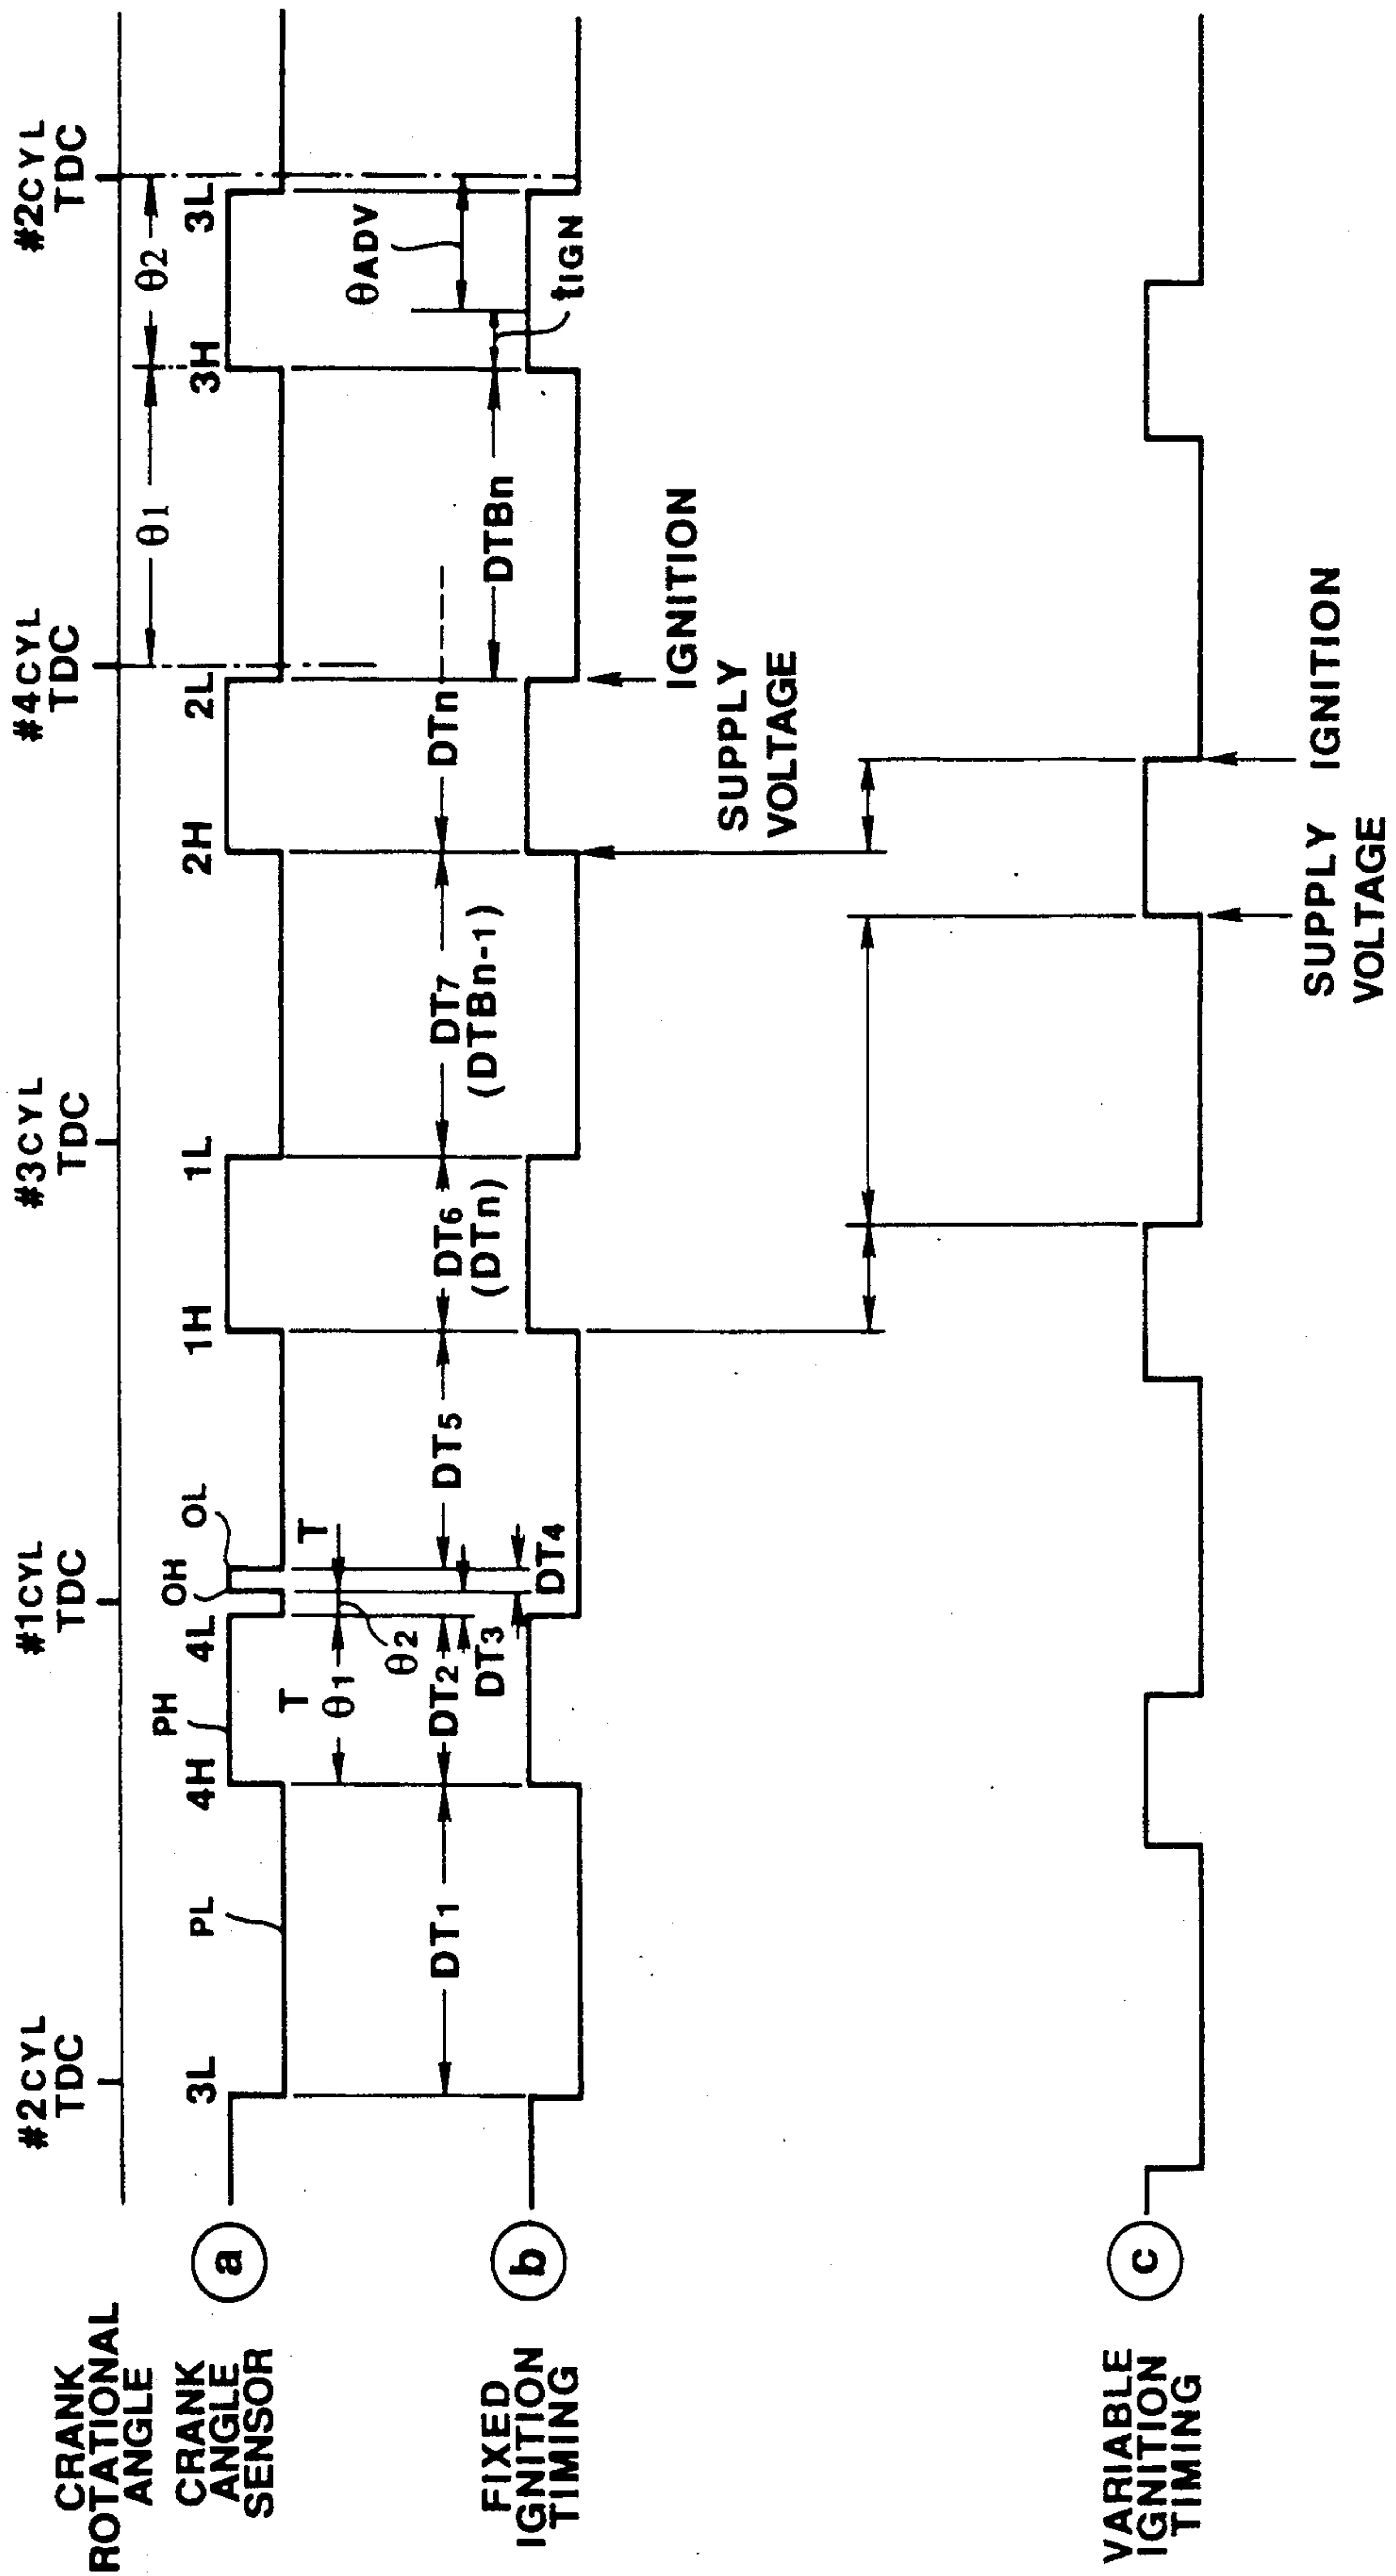 CRANK
ROTATIONAL
ANGLE
#2CYL
TDC
#1CYL
TDC
#3CYL
TDC
#4CYL
TDC
#2CYL
TDC
θ1
θ2
CRANK
ANGLE
SENSOR
a
3L
PL
4H
PH
4L
OH
OL
1H
1L
2H
2L
3H
3L
T
θ1
θ2
T
DT1
DT2
DT3
DT4
DT5
DT6
(DTn)
DT7
(DTBn-1)
DTn
DTBn
θADV
tIGN
FIXED
IGNITION
TIMING
b
SUPPLY
VOLTAGE
IGNITION
VARIABLE
IGNITION
TIMING
c
SUPPLY
VOLTAGE
IGNITION